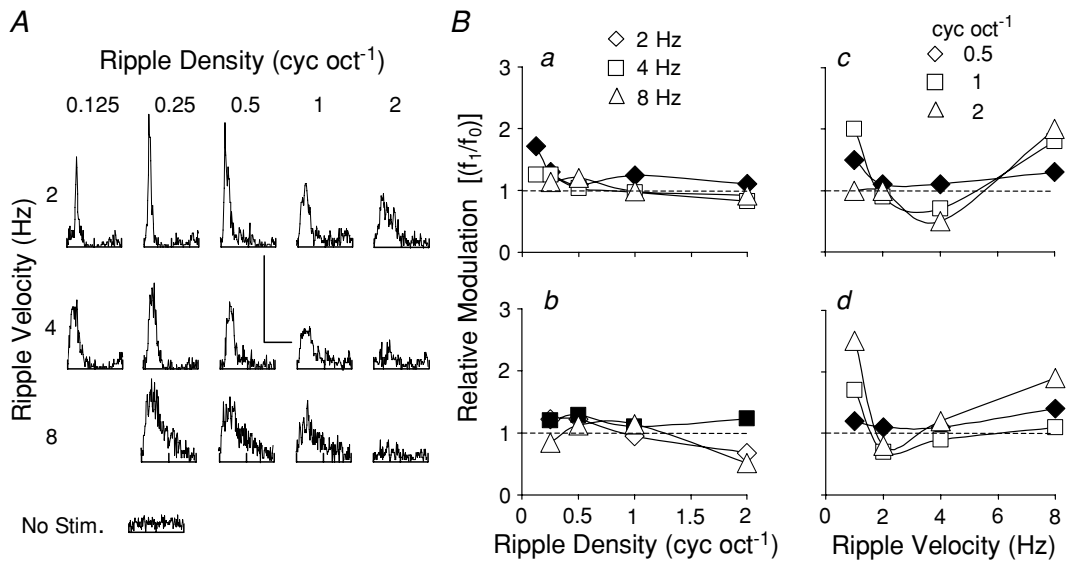 A
Ripple Density (cyc oct-1)
0.125 0.25 0.5 1 2
Ripple Velocity (Hz)
2
4
8
No Stim.
B
2 Hz
4 Hz
8 Hz
cyc oct-1
0.5
1
2
Relative Modulation [(f1/f0)]
a
3
2
1
0
c
b
3
2
1
0
0 0.5 1 1.5 2
Ripple Density (cyc oct-1)
d
0 2 4 6 8
Ripple Velocity (Hz)